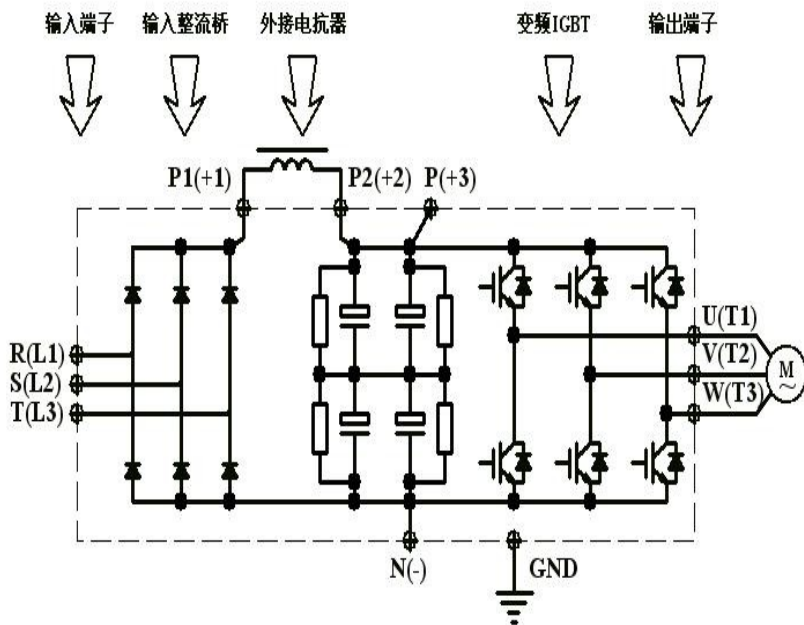 输入端子 输入整流桥 外接电抗器 变频IGBT 输出端子
P1(+1) P2(+2) P(+3)
U(T1)
R(L1)
V(T2)
M
~
S(L2)
W(T3)
T(L3)
N(-) GND